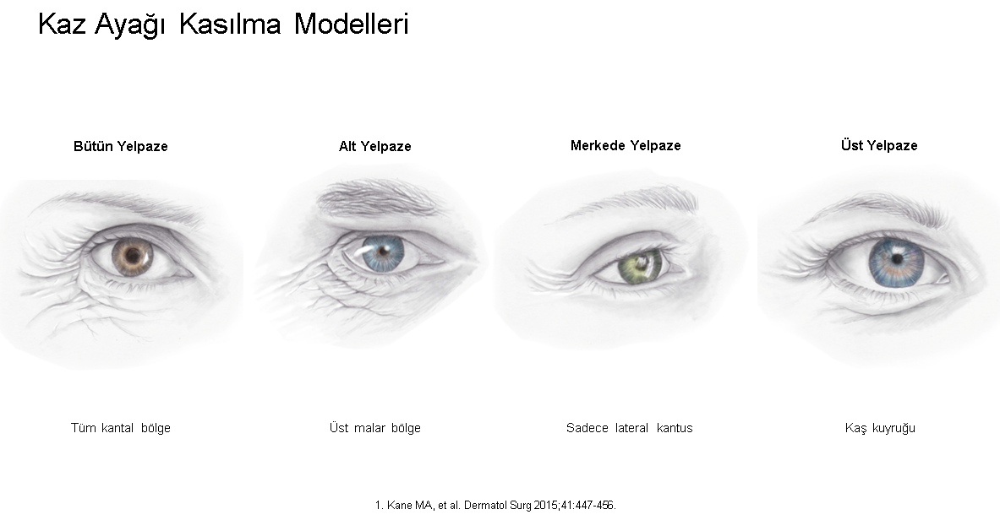 Kaz Ayağı Kasılma Modelleri
Bütün Yelpaze
Alt Yelpaze
Merkede Yelpaze
Üst Yelpaze
Tüm kantal bölge
Üst malar bölge
Sadece lateral kantus
Kaş kuyruğu
1. Kane MA, et al. Dermatol Surg 2015;41:447-456.